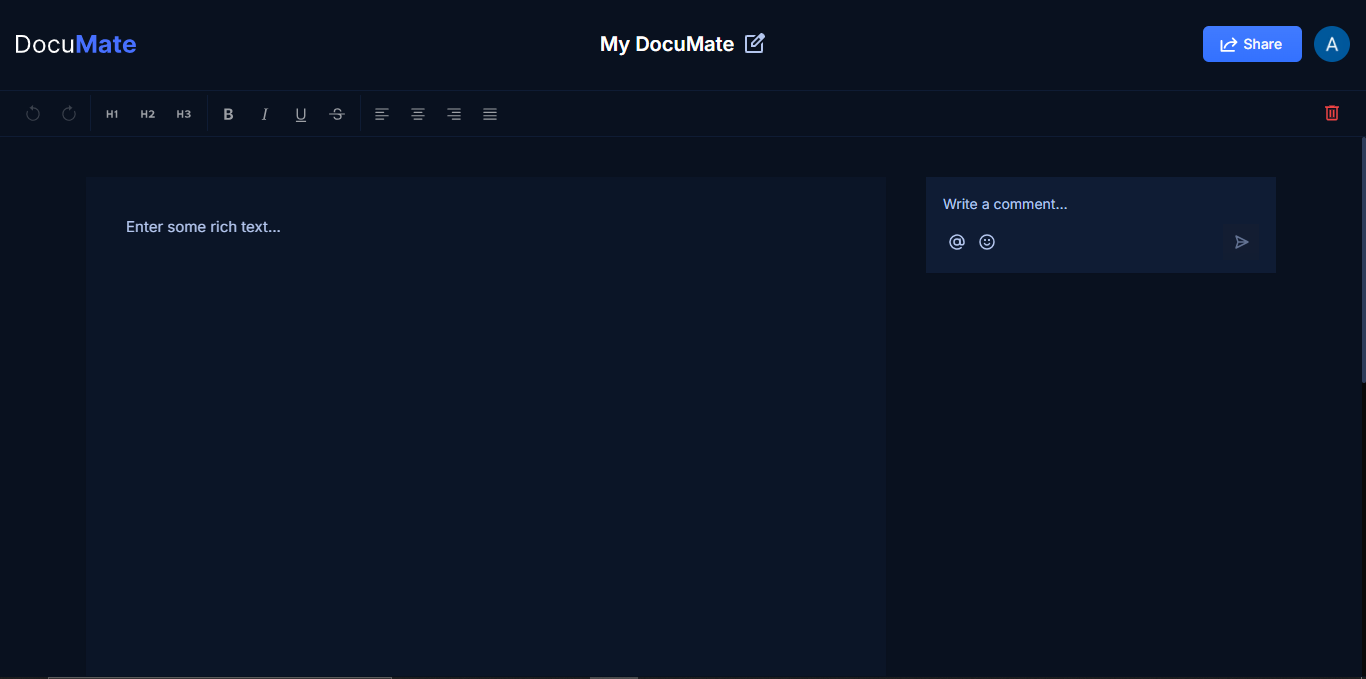 DocuMate
My DocuMate
Share
A
H1 H2 H3 B I U S
Enter some rich text...
Write a comment...
@